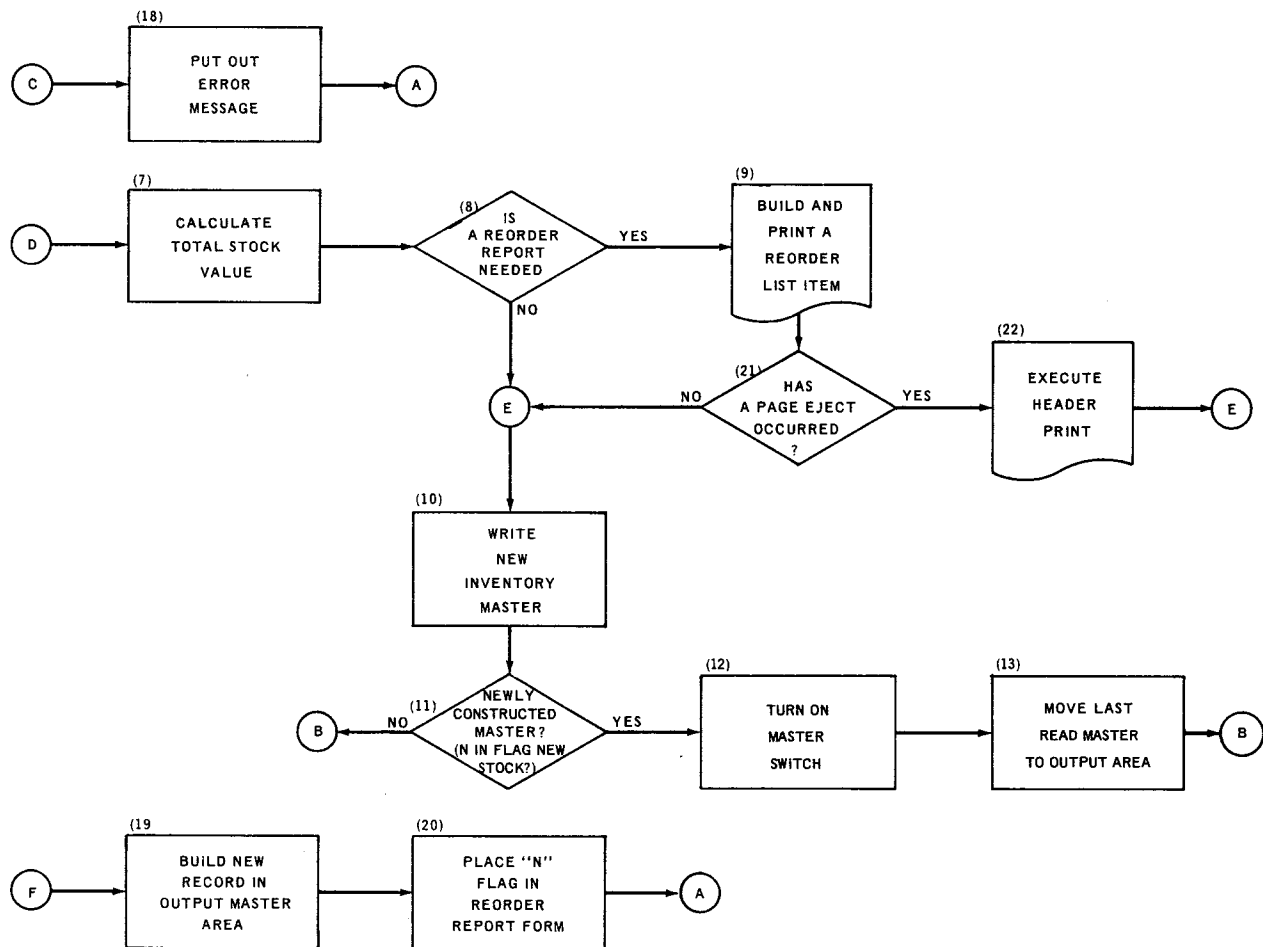 (18)
C
PUT OUT
ERROR
MESSAGE
A
(7)
D
CALCULATE
TOTAL STOCK
VALUE
(8)
IS
A REORDER
REPORT
NEEDED
YES
NO
(9)
BUILD AND
PRINT A
REORDER
LIST ITEM
(21)
HAS
A PAGE EJECT
OCCURRED
?
NO
YES
(22)
EXECUTE
HEADER
PRINT
E
E
(10)
WRITE
NEW
INVENTORY
MASTER
(11)
NEWLY
CONSTRUCTED
MASTER?
(N IN FLAG NEW
STOCK?)
NO
B
YES
(12)
TURN ON
MASTER
SWITCH
(13)
MOVE LAST
READ MASTER
TO OUTPUT AREA
B
(19
F
BUILD NEW
RECORD IN
OUTPUT MASTER
AREA
(20)
PLACE "N"
FLAG IN
REORDER
REPORT FORM
A